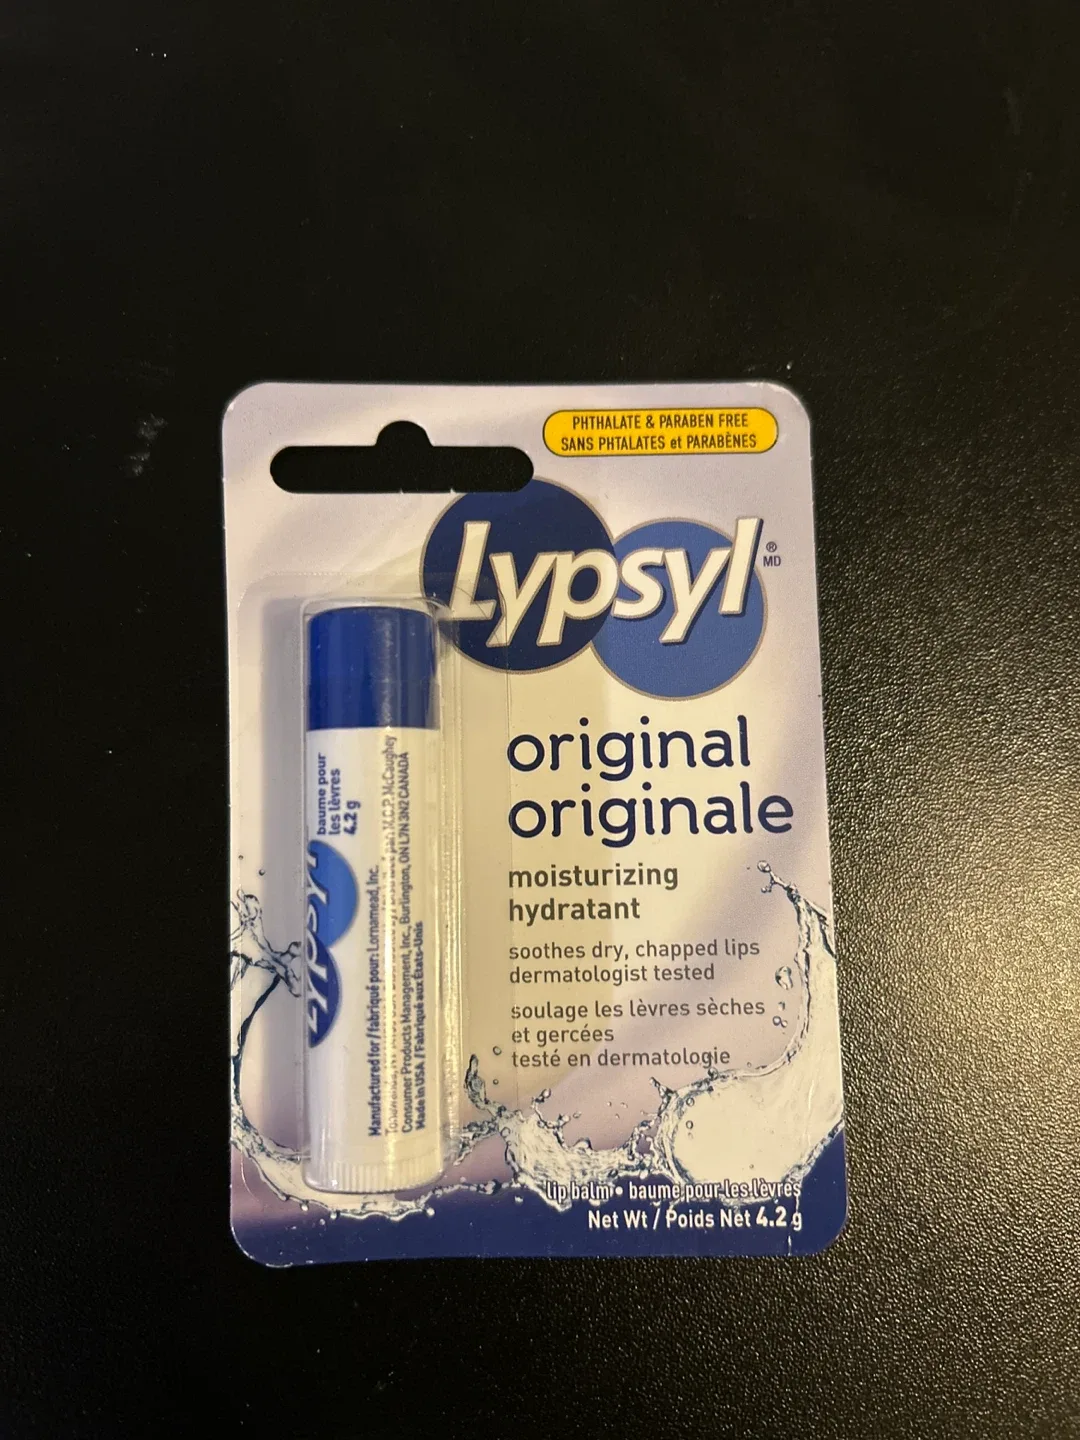 PHTHALATE & PARABEN FREE
SANS PHTALATES et PARABÈNES
Lypsyl®
MD
original
originale
moisturizing
hydratant
soothes dry, chapped lips
dermatologist tested
soulage les lèvres sèches
et gercées
testé en dermatologie
lip balm • baume pour les lèvres
Net Wt / Poids Net 4.2 g
Lypsyl
baume pour
les lèvres
4.2 g
Manufactured for / fabriqué pour: Lornamead, Inc.
par: M.C.P. McCaughey
Consumer Products Management, Inc., Burlington, ON L7N 3N2 CANADA
Made in USA / Fabriqué aux États-Unis